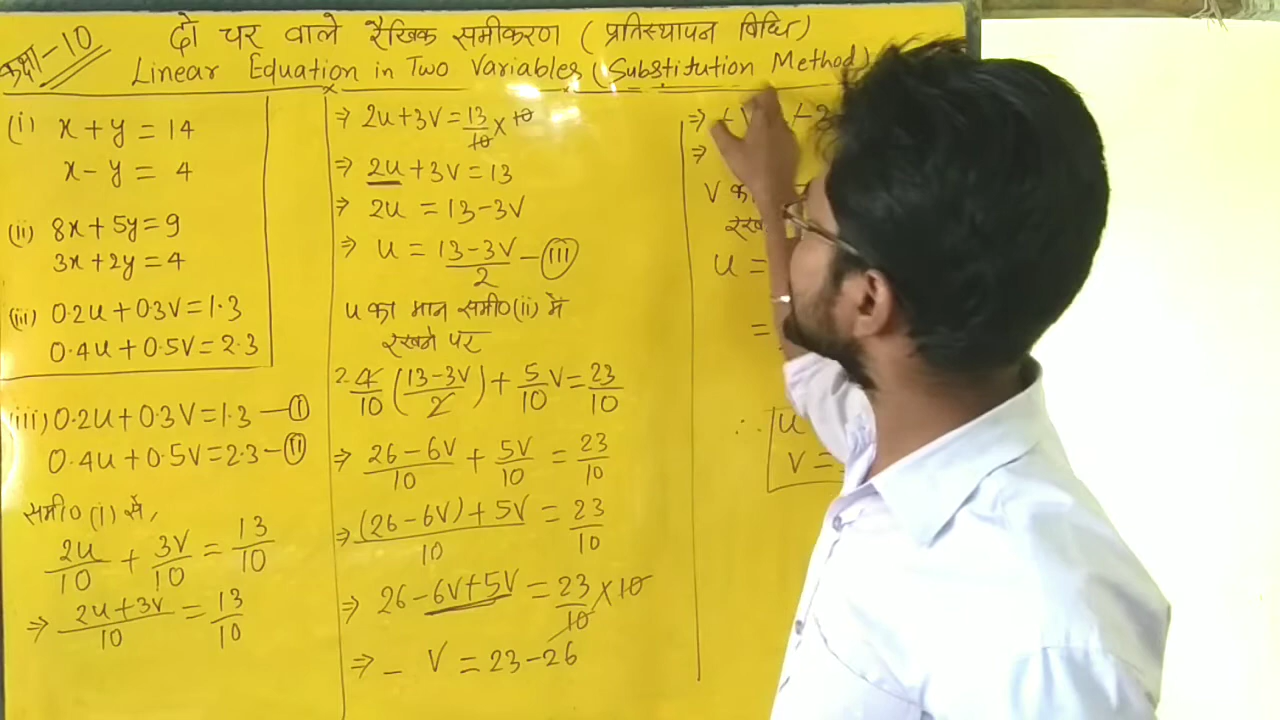 कक्षा-10
दो चर वाले रैखिक समीकरण (प्रतिस्थापन विधि)
Linear Equation in Two Variables (Substitution Method)
(i) x + y = 14
x - y = 4
(ii) 8x + 5y = 9
3x + 2y = 4
(iii) 0.2u + 0.3v = 1.3
0.4u + 0.5v = 2.3
(iii) 0.2u + 0.3v = 1.3 — (i)
0.4u + 0.5v = 2.3 — (ii)
समी० (i) से,
2u/10 + 3v/10 = 13/10
⇒ (2u + 3v)/10 = 13/10
⇒ 2u + 3v = 13/10 × 10
⇒ 2u + 3v = 13
⇒ 2u = 13 - 3v
⇒ u = (13 - 3v)/2 — (iii)
u का मान समी० (ii) में
रखने पर
2 4/10 ((13 - 3v)/2) + 5/10 v = 23/10
⇒ (26 - 6v)/10 + 5v/10 = 23/10
⇒ ((26 - 6v) + 5v)/10 = 23/10
⇒ 26 - 6v + 5v = 23/10 × 10
⇒ - v = 23 - 26
⇒
⇒
v का
u =
=
∴ u
v =